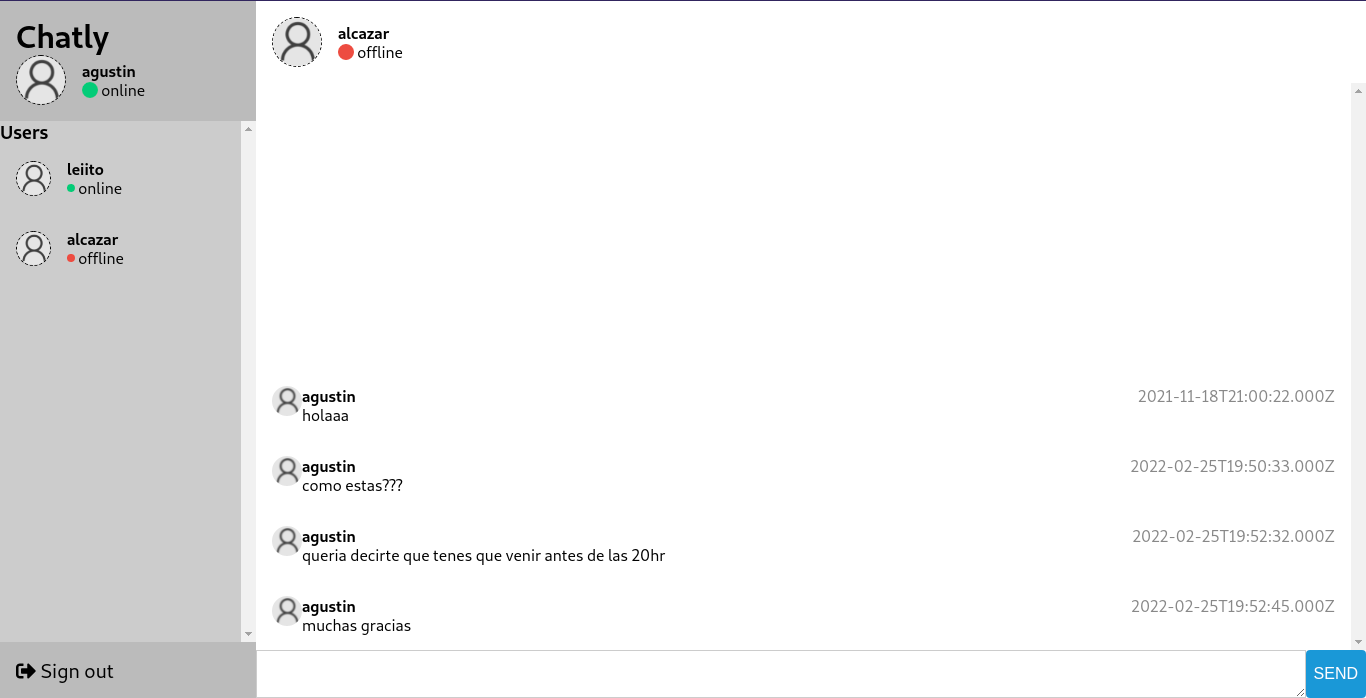 Chatly
agustin
online
Users
leiito
online
alcazar
offline
Sign out
alcazar
offline
agustin 2021-11-18T21:00:22.000Z
holaaa
agustin 2022-02-25T19:50:33.000Z
como estas???
agustin 2022-02-25T19:52:32.000Z
queria decirte que tenes que venir antes de las 20hr
agustin 2022-02-25T19:52:45.000Z
muchas gracias
SEND